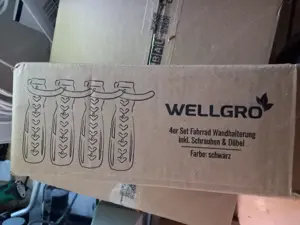 WELLGRO
4er Set Fahrrad Wandhalterung
inkl. Schrauben & Dübel
Farbe: schwarz